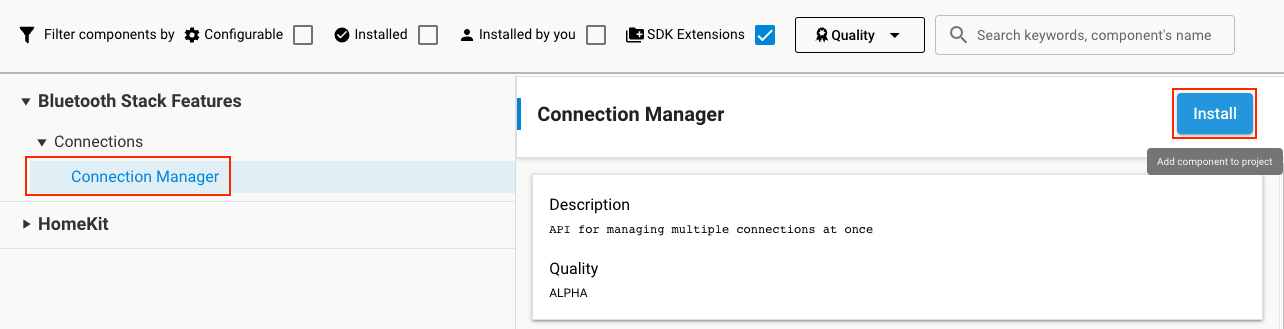 Filter components by Configurable Installed Installed by you SDK Extensions Quality Search keywords, component's name
Bluetooth Stack Features
Connections
Connection Manager
HomeKit
Connection Manager
Install
Add component to project
Description
API for managing multiple connections at once
Quality
ALPHA